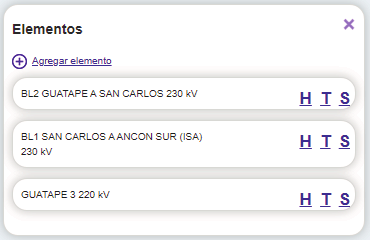 Elementos
Agregar elemento
BL2 GUATAPE A SAN CARLOS 230 kV
H T S
BL1 SAN CARLOS A ANCON SUR (ISA)
230 kV
H T S
GUATAPE 3 220 kV
H T S